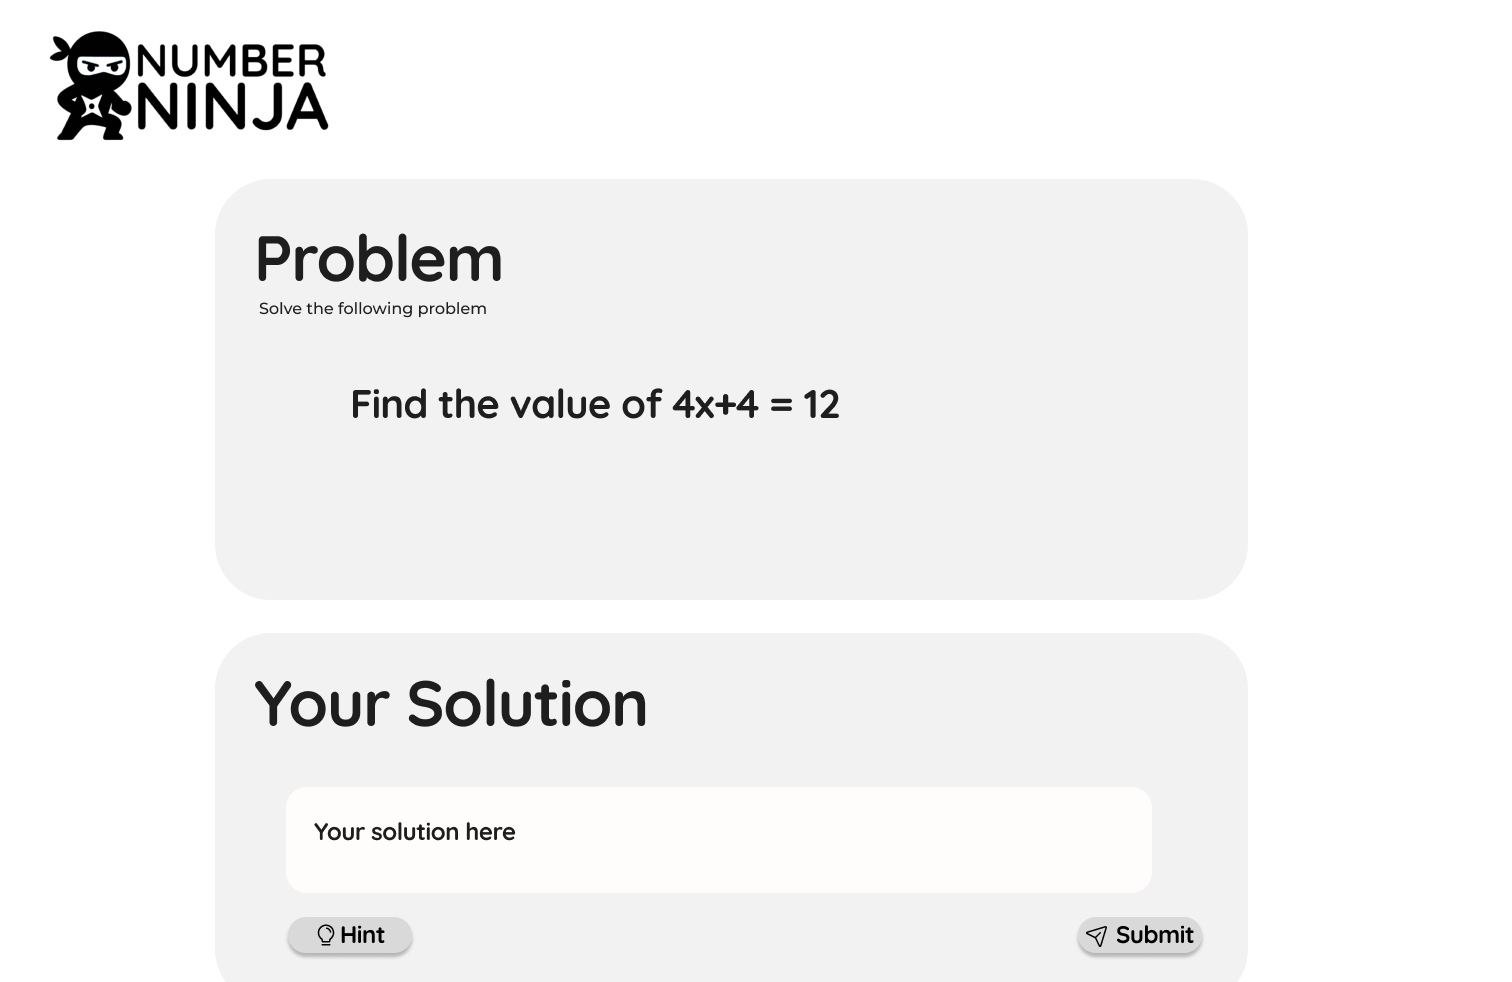 NUMBER
NINJA
Problem
Solve the following problem
Find the value of 4x+4 = 12
Your Solution
Your solution here
Hint
Submit